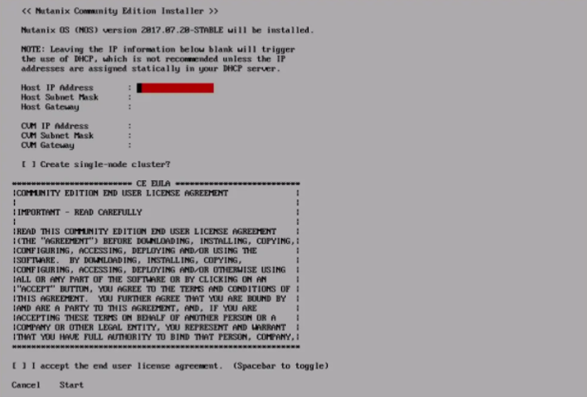 << Nutanix Community Edition Installer >>
Nutanix OS (NOS) version 2017.07.20-STABLE will be installed.
NOTE: Leaving the IP information below blank will trigger
the use of DHCP, which is not recommended unless the IP
addresses are assigned statically in your DHCP server.
Host IP Address :
Host Subnet Mask :
Host Gateway :
CVM IP Address :
CVM Subnet Mask :
CVM Gateway :
[ ] Create single-node cluster?
========================= CE EULA ==========================
|COMMUNITY EDITION END USER LICENSE AGREEMENT |
| |
|IMPORTANT - READ CAREFULLY |
| |
|READ THIS COMMUNITY EDITION END USER LICENSE AGREEMENT |
|(THE "AGREEMENT") BEFORE DOWNLOADING, INSTALLING, COPYING,|
|CONFIGURING, ACCESSING, DEPLOYING AND/OR USING THE |
|SOFTWARE. BY DOWNLOADING, INSTALLING, COPYING, |
|CONFIGURING, ACCESSING, DEPLOYING AND/OR OTHERWISE USING |
|ALL OR ANY PART OF THE SOFTWARE OR BY CLICKING ON AN |
|"ACCEPT" BUTTON, YOU AGREE TO THE TERMS AND CONDITIONS OF |
|THIS AGREEMENT. YOU FURTHER AGREE THAT YOU ARE BOUND BY |
|AND ARE A PARTY TO THIS AGREEMENT, AND, IF YOU ARE |
|ACCEPTING THESE TERMS ON BEHALF OF ANOTHER PERSON OR A |
|COMPANY OR OTHER LEGAL ENTITY, YOU REPRESENT AND WARRANT |
|THAT YOU HAVE FULL AUTHORITY TO BIND THAT PERSON, COMPANY,|
============================================================
[ ] I accept the end user license agreement. (Spacebar to toggle)
Cancel Start